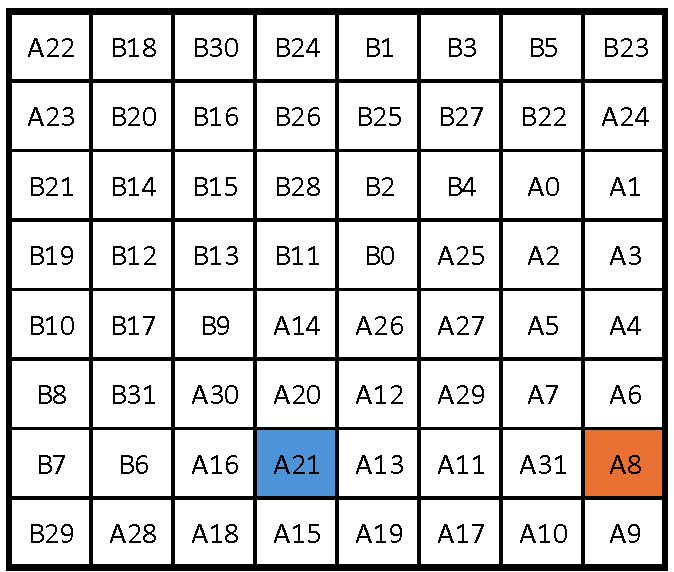 A22 B18 B30 B24 B1 B3 B5 B23
A23 B20 B16 B26 B25 B27 B22 A24
B21 B14 B15 B28 B2 B4 A0 A1
B19 B12 B13 B11 B0 A25 A2 A3
B10 B17 B9 A14 A26 A27 A5 A4
B8 B31 A30 A20 A12 A29 A7 A6
B7 B6 A16 A21 A13 A11 A31 A8
B29 A28 A18 A15 A19 A17 A10 A9